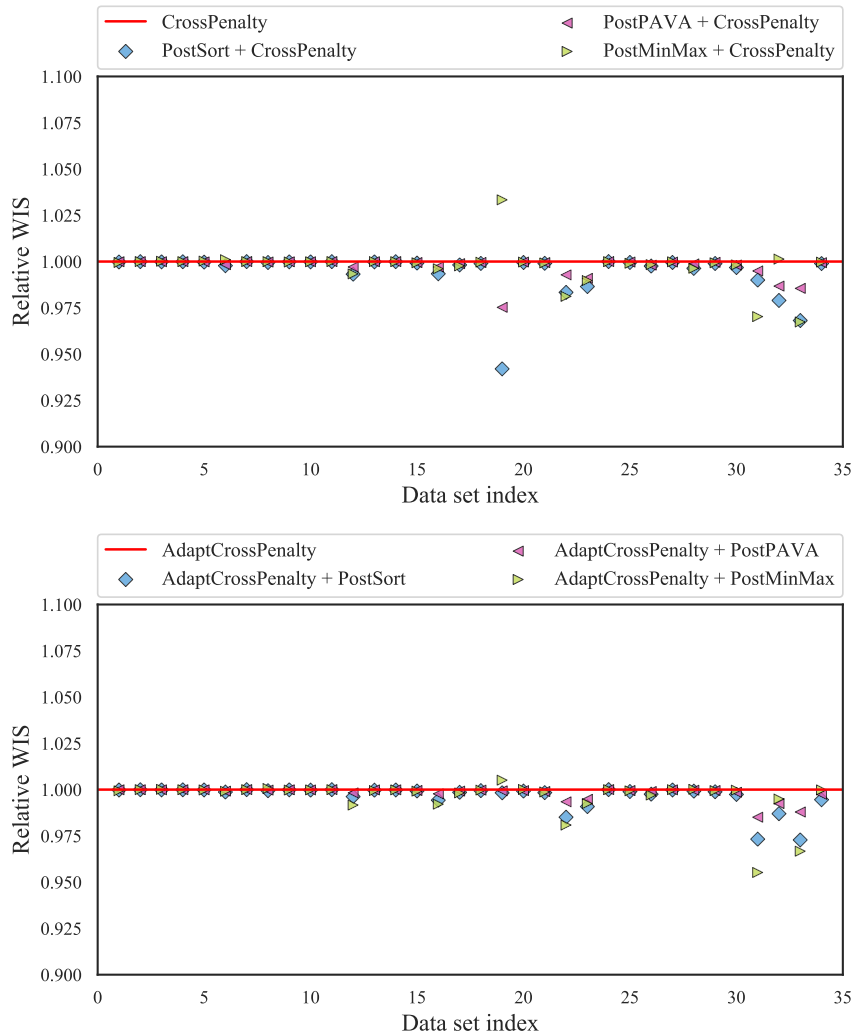 CrossPenalty
PostSort + CrossPenalty
PostPAVA + CrossPenalty
PostMinMax + CrossPenalty
1.100
1.075
1.050
1.025
1.000
0.975
0.950
0.925
0.900
Relative WIS
0 5 10 15 20 25 30 35
Data set index
AdaptCrossPenalty
AdaptCrossPenalty + PostSort
AdaptCrossPenalty + PostPAVA
AdaptCrossPenalty + PostMinMax
1.100
1.075
1.050
1.025
1.000
0.975
0.950
0.925
0.900
Relative WIS
0 5 10 15 20 25 30 35
Data set index